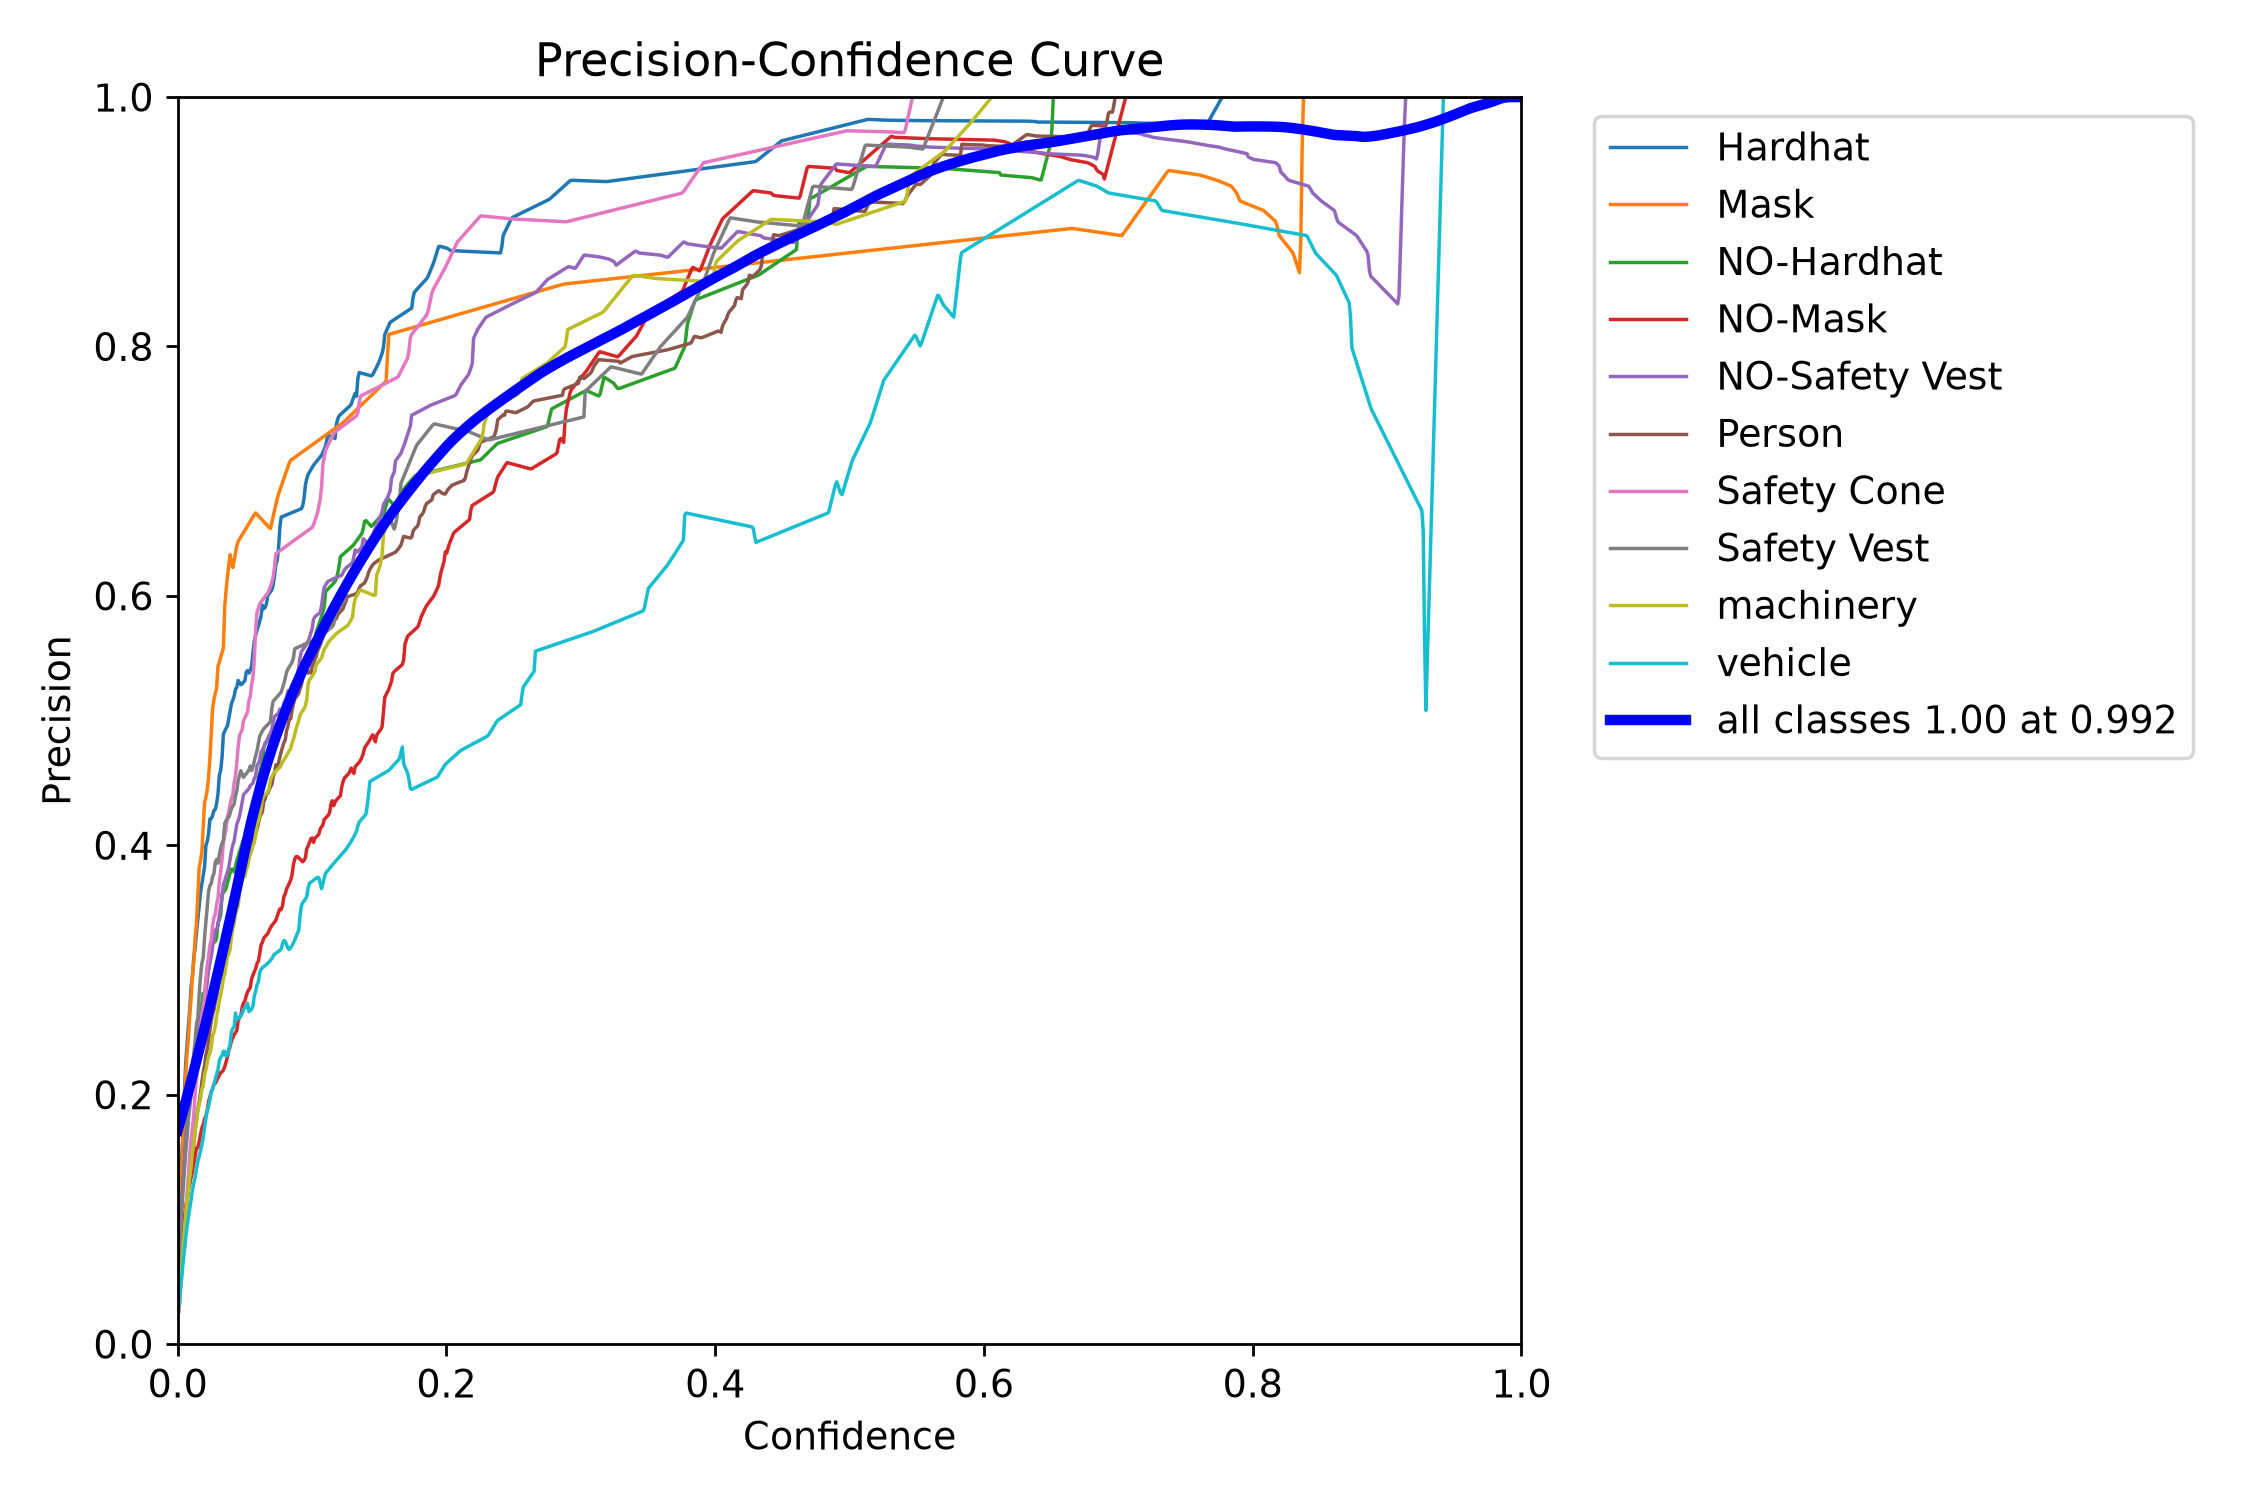 Precision-Confidence Curve
1.0
0.8
0.6
0.4
0.2
0.0
Precision
0.0 0.2 0.4 0.6 0.8 1.0
Confidence
Hardhat
Mask
NO-Hardhat
NO-Mask
NO-Safety Vest
Person
Safety Cone
Safety Vest
machinery
vehicle
all classes 1.00 at 0.992